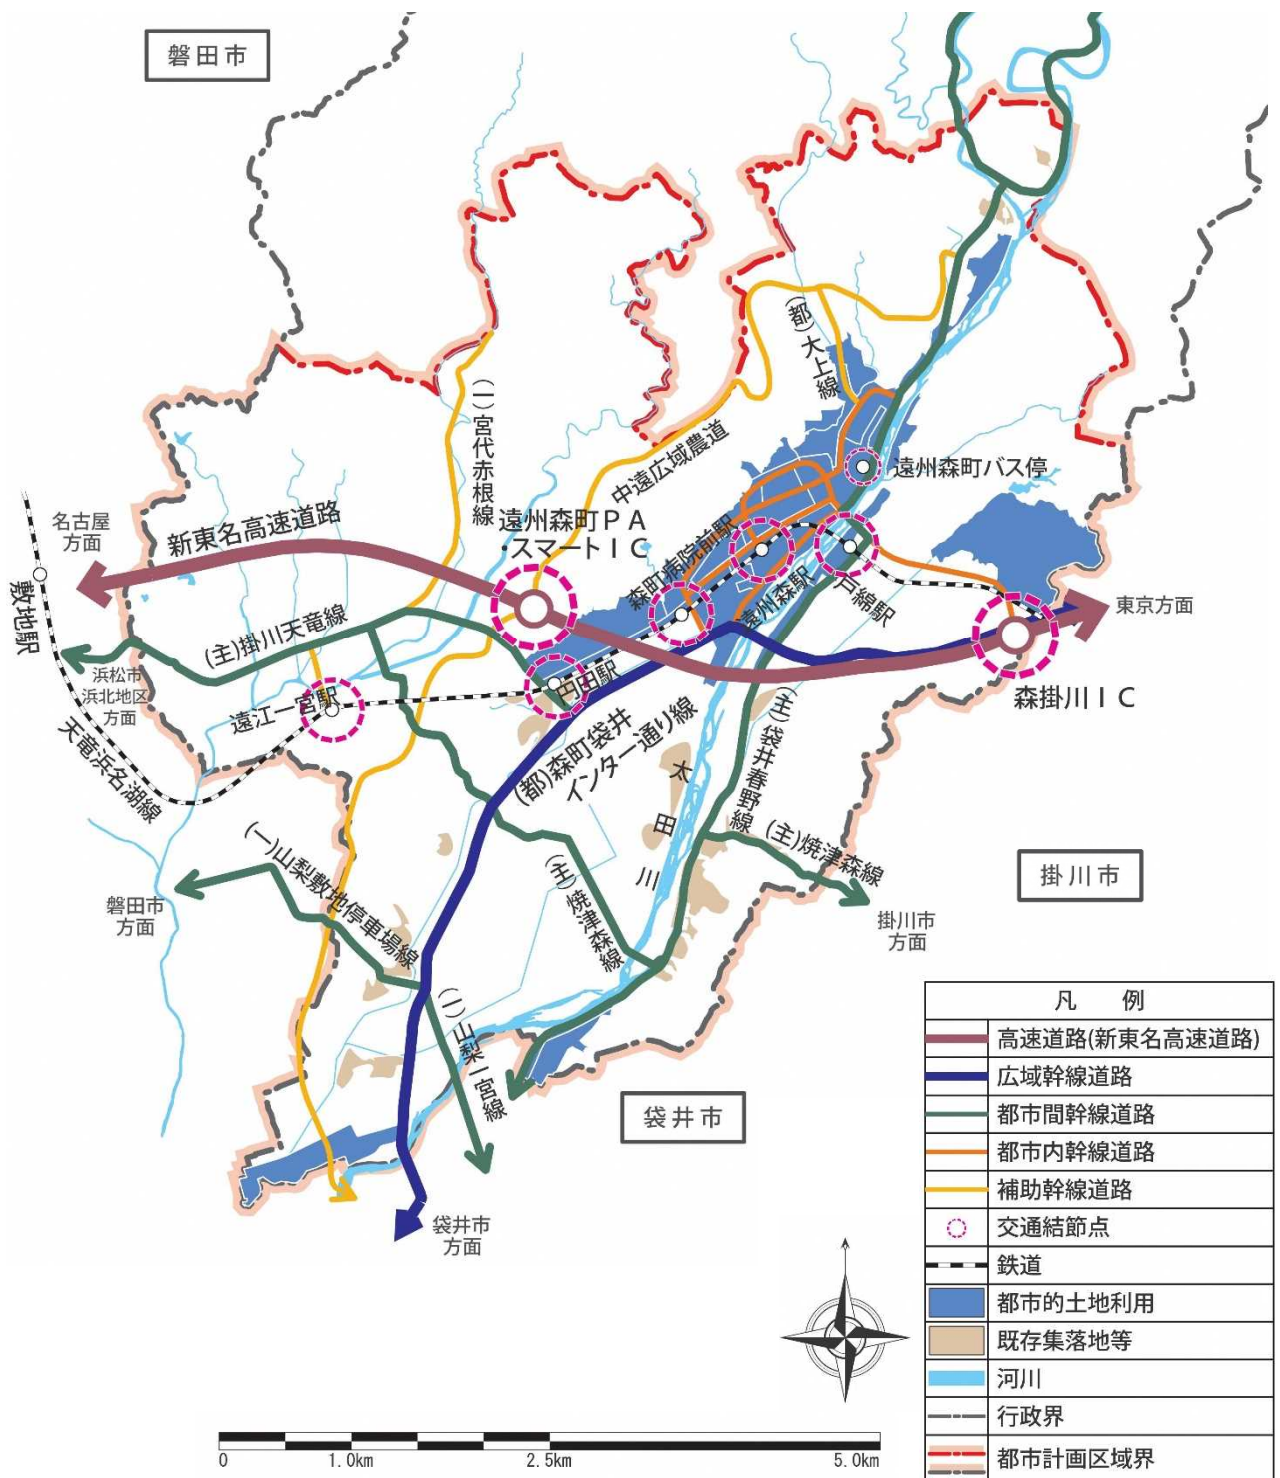 磐田市
(都)大上線
(一)宮代赤根線
中遠広域農道
遠州森町バス停
名古屋
方面
新東名高速道路
遠州森町PA
・スマートIC
森町病院前駅
遠州森駅
戸綿駅
敷地駅
東京方面
(主)掛川天竜線
浜松市
浜北地区
方面
遠江一宮駅
円田駅
森掛川IC
天竜浜名湖線
(都)森町袋井
インター通り線
(主)袋井春野線
太田川
(主)焼津森線
(一)山梨敷地停車場線
(主)焼津森線
掛川市
磐田市
方面
掛川市
方面
(一)山梨一宮線
袋井市
袋井市
方面
凡 例
高速道路(新東名高速道路)
広域幹線道路
都市間幹線道路
都市内幹線道路
補助幹線道路
交通結節点
鉄道
都市的土地利用
既存集落地等
河川
行政界
都市計画区域界
0 1.0km 2.5km 5.0km